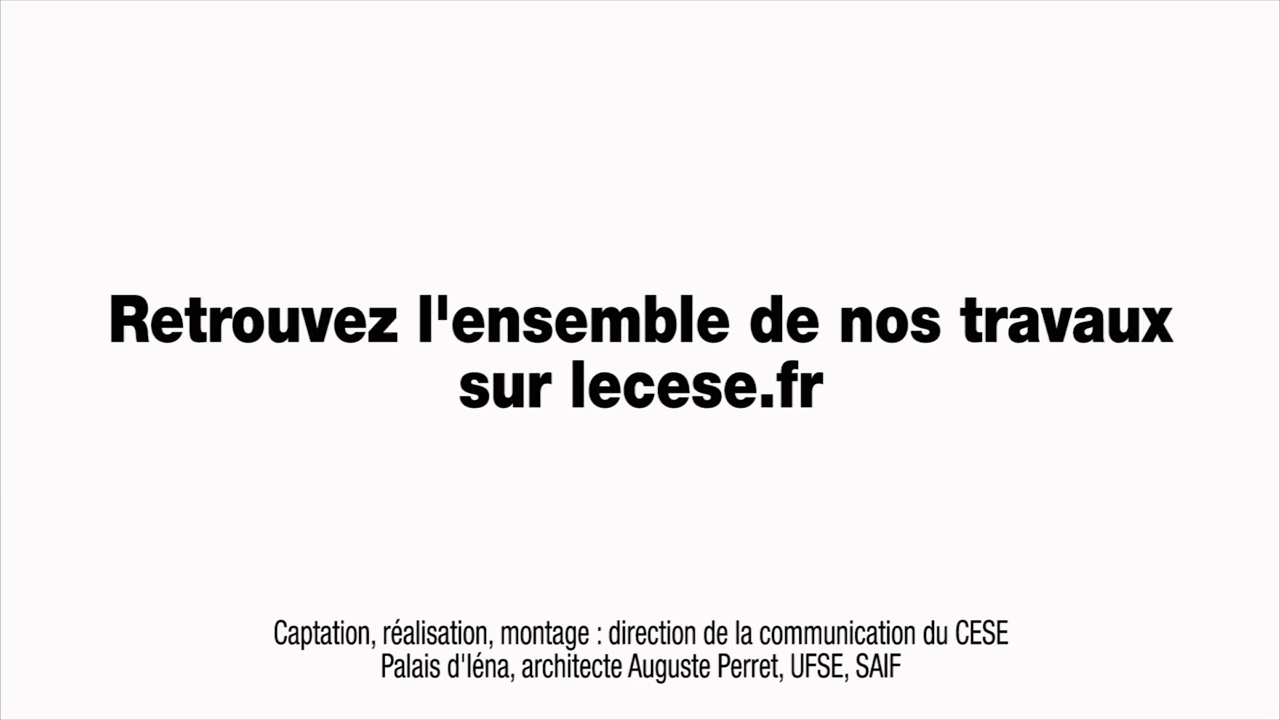 Retrouvez l'ensemble de nos travaux
sur lecese.fr
Captation, réalisation, montage : direction de la communication du CESE
Palais d'Iéna, architecte Auguste Perret, UFSE, SAIF